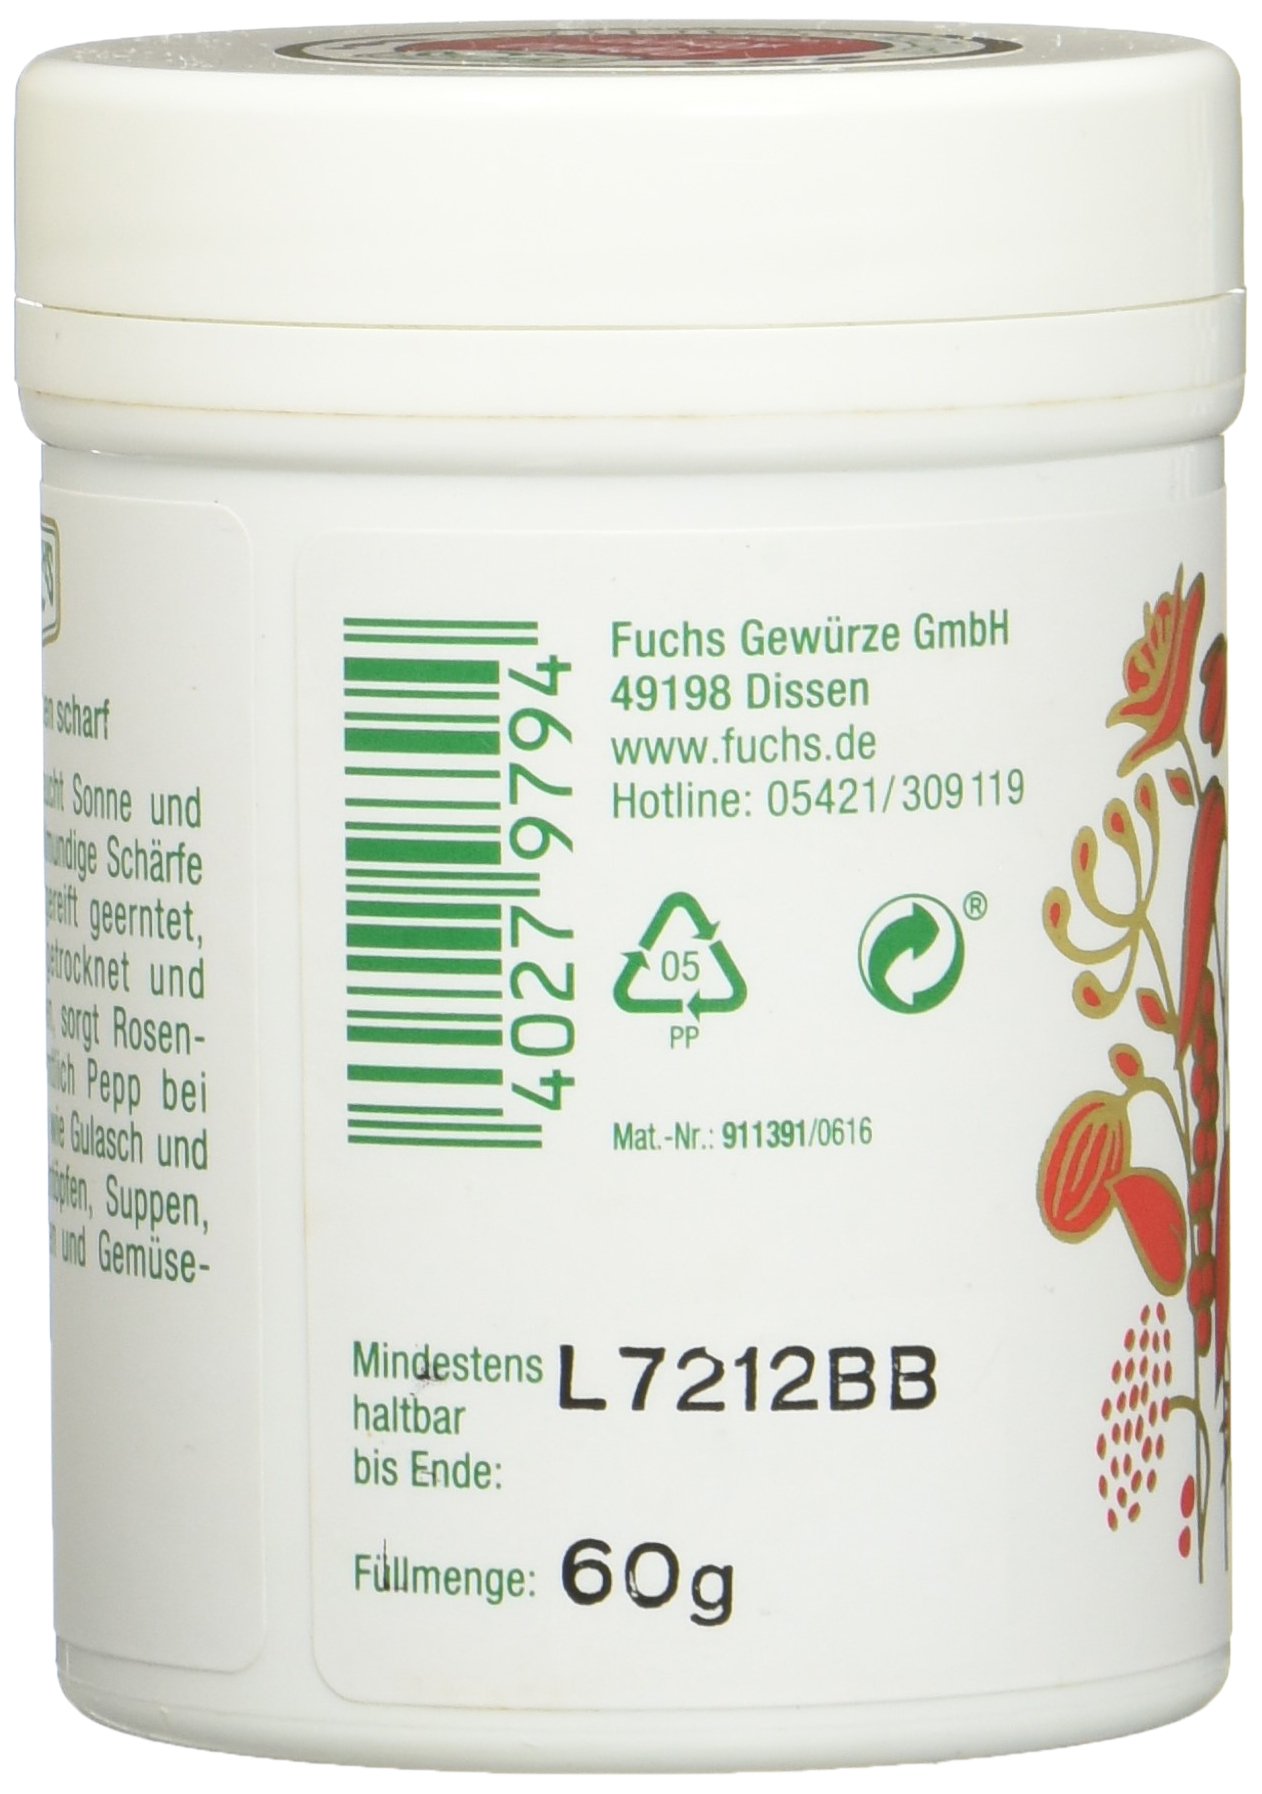 scharf
Sonne und
Schärfe
geerntet,
und
sorgt Rosen-
Pepp bei
wie Gulasch und
Suppen,
und Gemüse-
4027 9794
Fuchs Gewürze GmbH
49198 Dissen
www.fuchs.de
Hotline: 05421/309119
05
PP
®
Mat.-Nr.: 911391/0616
Mindestens L7212BB
haltbar
bis Ende:
Füllmenge: 60g